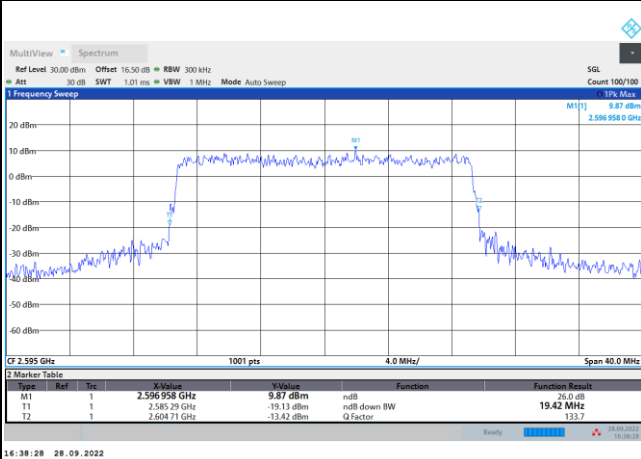 MultiView Spectrum
Ref Level 30.00 dBm Offset 16.50 dB RBW 300 kHz SGL
Att 30 dB SWT 1.01 ms VBW 1 MHz Mode Auto Sweep Count 100/100
1 Frequency Sweep 1Pk Max
M1[1] 9.87 dBm
2.596 958 0 GHz
20 dBm
M1
10 dBm
0 dBm
-10 dBm
T1 T2
-20 dBm
-30 dBm
-40 dBm
-50 dBm
-60 dBm
CF 2.595 GHz 1001 pts 4.0 MHz/ Span 40.0 MHz
2 Marker Table
Type Ref Trc X-Value Y-Value Function Function Result
M1 1 2.596 958 GHz 9.87 dBm ndB 26.0 dB
T1 1 2.585 29 GHz -19.13 dBm ndB down BW 19.42 MHz
T2 1 2.604 71 GHz -13.42 dBm Q Factor 133.7
Ready 28.09.2022
16:38:28
16:38:28 28.09.2022